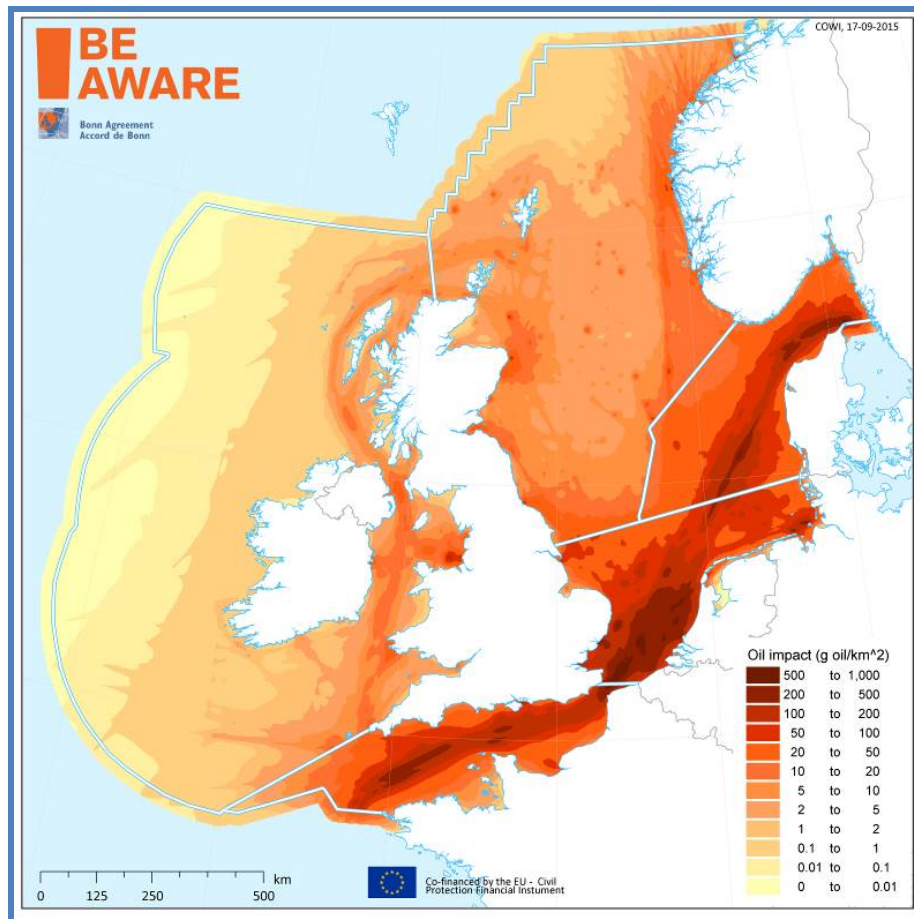 BE
AWARE
Bonn Agreement
Accord de Bonn
COWI, 17-09-2015
Oil impact (g oil/km^2)
500 to 1,000
200 to 500
100 to 200
50 to 100
20 to 50
10 to 20
5 to 10
2 to 5
1 to 2
0.1 to 1
0.01 to 0.1
0 to 0.01
km
0 125 250 500
Co-financed by the EU - Civil
Protection Financial Instument